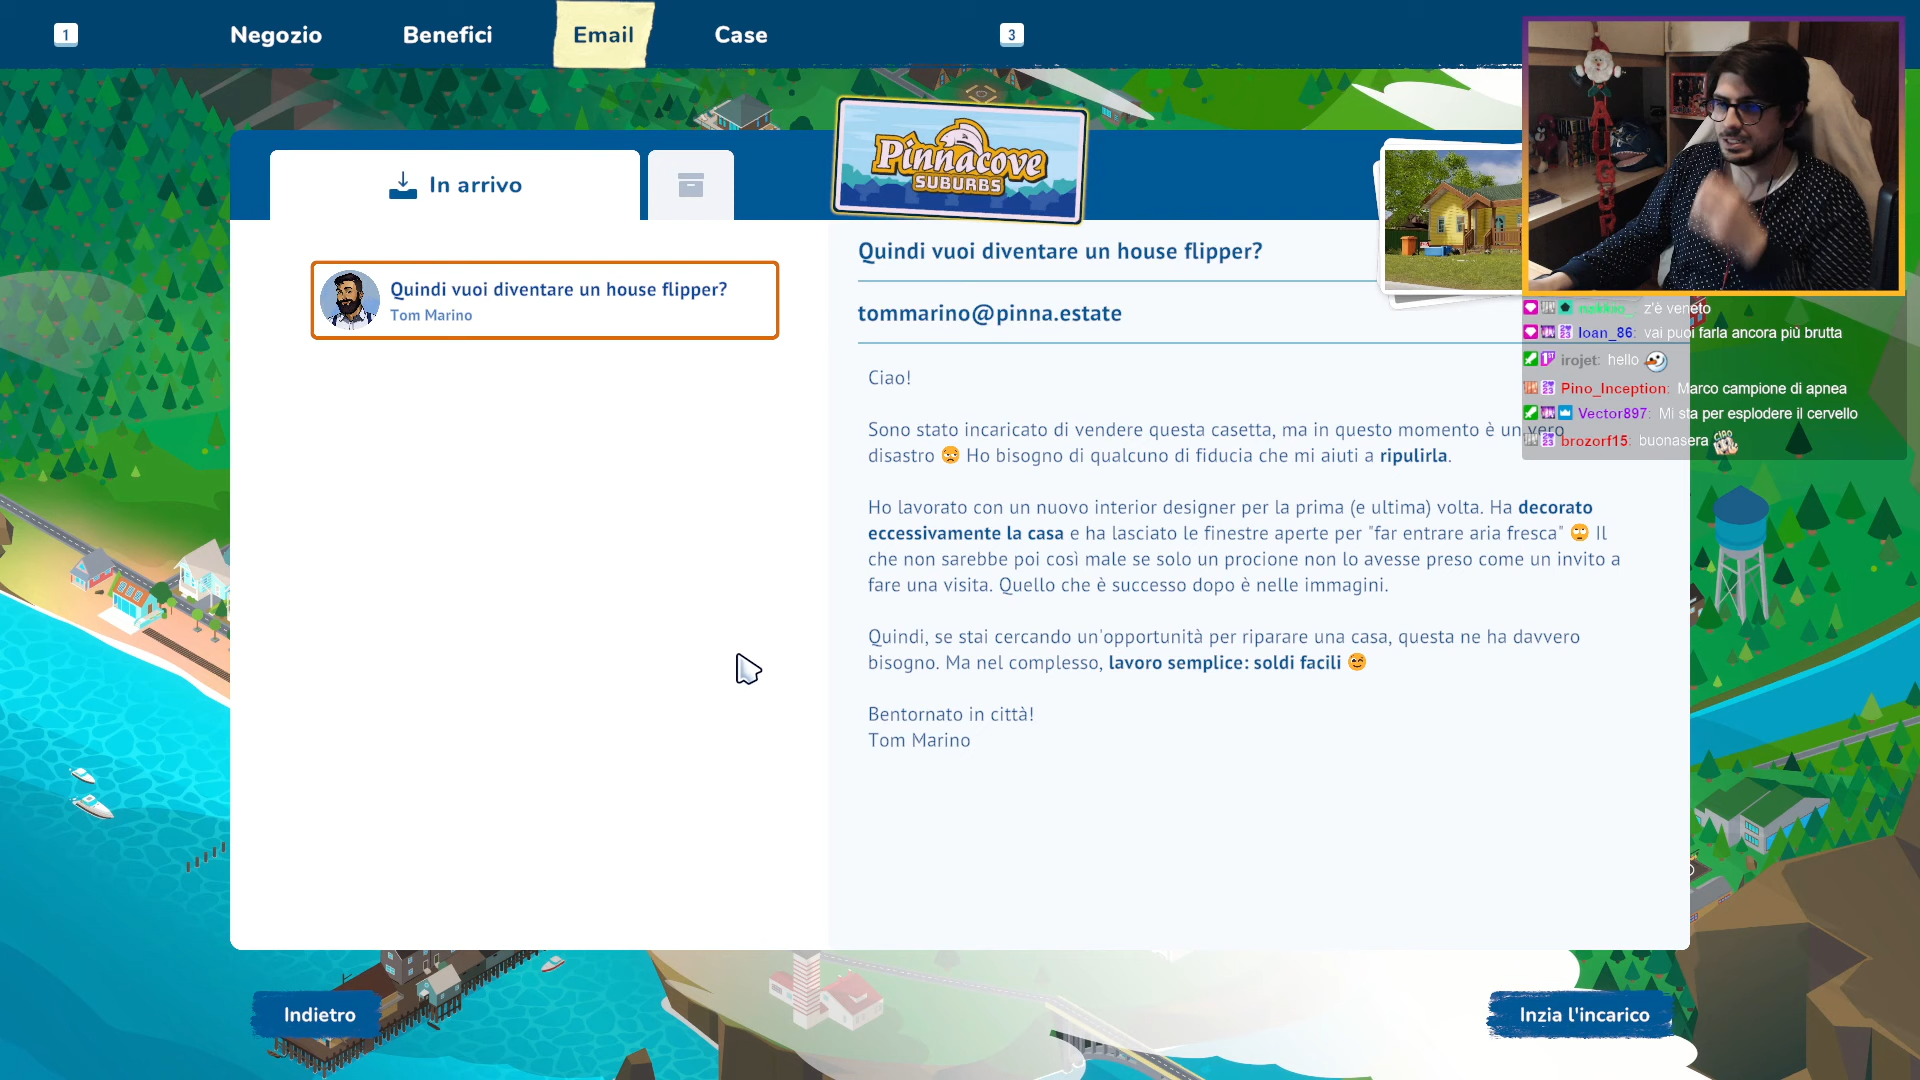 1
Negozio
Benefici
Email
Case
3
Pinnacove
SUBURBS
In arrivo
Quindi vuoi diventare un house flipper?
Tom Marino
Quindi vuoi diventare un house flipper?
tommarino@pinna.estate
Ciao!
Sono stato incaricato di vendere questa casetta, ma in questo momento è un vero
disastro 😟 Ho bisogno di qualcuno di fiducia che mi aiuti a ripulirla.
Ho lavorato con un nuovo interior designer per la prima (e ultima) volta. Ha decorato
eccessivamente la casa e ha lasciato le finestre aperte per "far entrare aria fresca" 🙄 Il
che non sarebbe poi così male se solo un procione non lo avesse preso come un invito a
fare una visita. Quello che è successo dopo è nelle immagini.
Quindi, se stai cercando un'opportunità per riparare una casa, questa ne ha davvero
bisogno. Ma nel complesso, lavoro semplice: soldi facili 😅
Bentornato in città!
Tom Marino
z'è veneto
Ioan_86: vai puoi farla ancora più brutta
irojet: hello
Pino_Inception: Marco campione di apnea
Vector897: Mi sta per esplodere il cervello
brozorf15: buonasera
Indietro
Inzia l'incarico